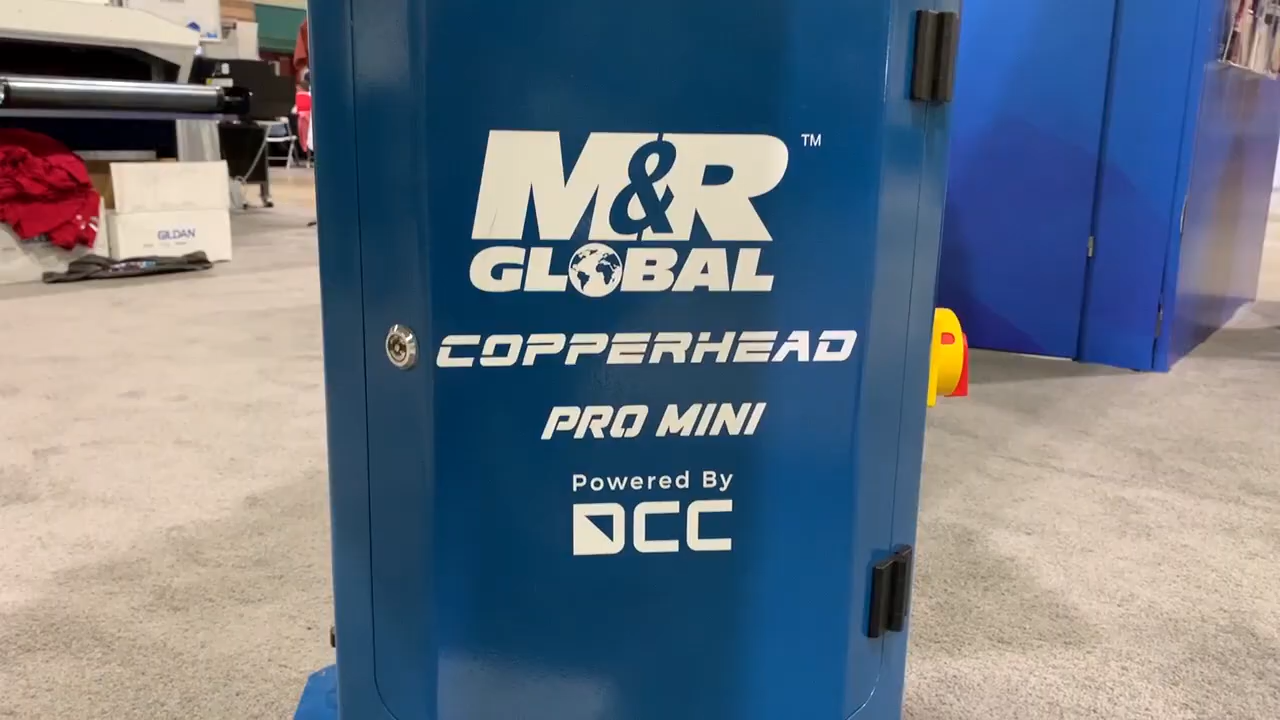 M&R™
GLOBAL
COPPERHEAD
PRO MINI
Powered By
DCC
GILDAN